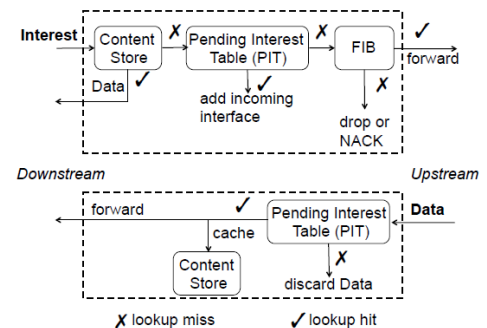 Interest
Content
Store
✗
Pending Interest
Table (PIT)
✗
FIB
✓
forward
Data
✓
✓
add incoming
interface
✗
drop or
NACK
Downstream
Upstream
forward
✓
cache
Pending Interest
Table (PIT)
Data
✗
Content
Store
discard Data
✗ lookup miss
✓ lookup hit